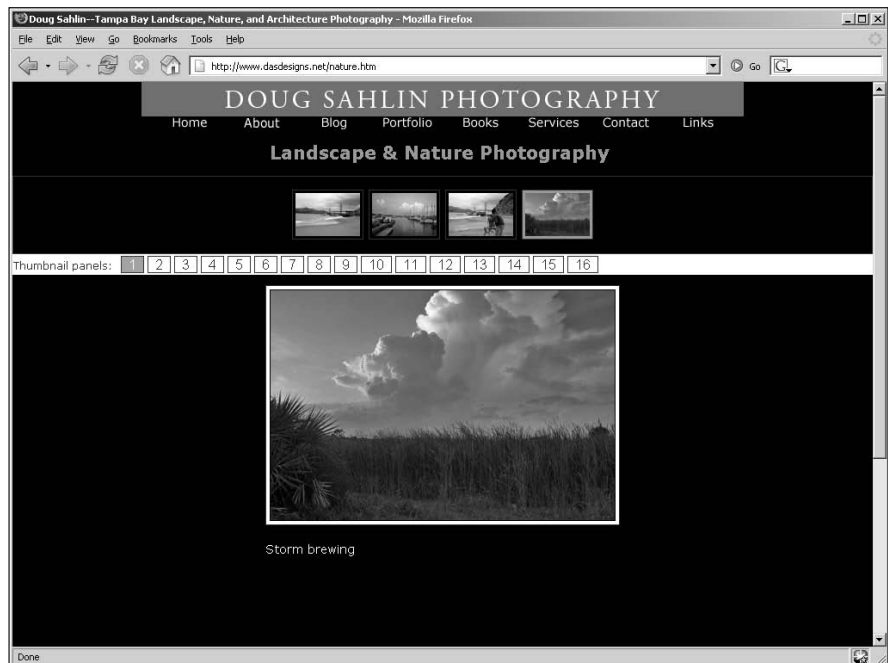 Doug Sahlin--Tampa Bay Landscape, Nature, and Architecture Photography - Mozilla Firefox
File Edit View Go Bookmarks Tools Help
http://www.dasdesigns.net/nature.htm Go G
DOUG SAHLIN PHOTOGRAPHY
Home About Blog Portfolio Books Services Contact Links
Landscape & Nature Photography
Thumbnail panels: 1 2 3 4 5 6 7 8 9 10 11 12 13 14 15 16
Storm brewing
Done